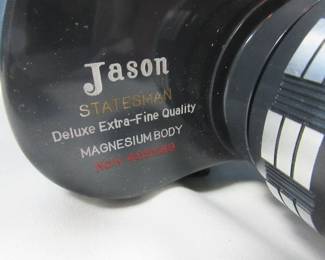 Jason
STATESMAN
Deluxe Extra-Fine Quality
MAGNESIUM BODY